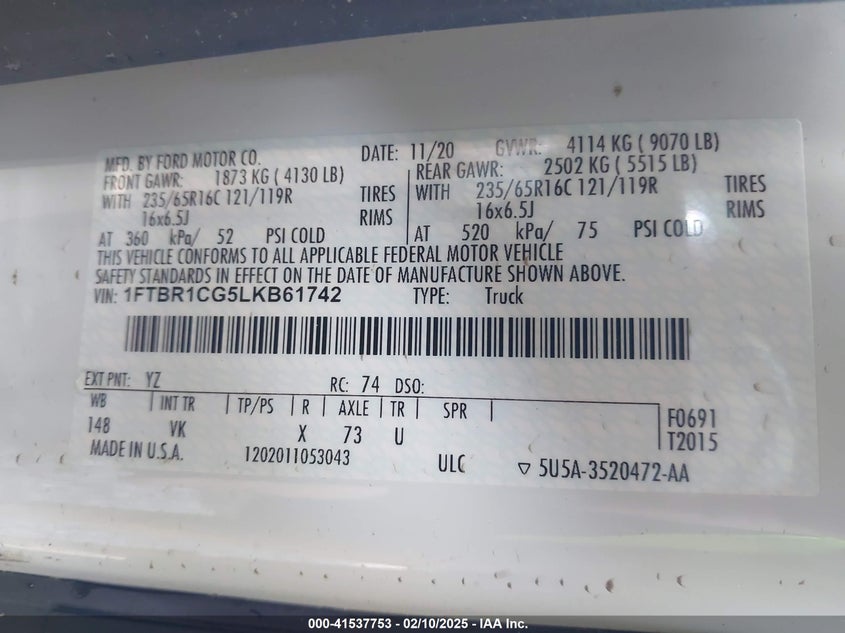 MFD. BY FORD MOTOR CO. DATE: 11/20 GVWR: 4114 KG ( 9070 LB)
FRONT GAWR: 1873 KG ( 4130 LB) REAR GAWR: 2502 KG ( 5515 LB)
WITH 235/65R16C 121/119R TIRES WITH 235/65R16C 121/119R TIRES
16x6.5J RIMS 16x6.5J RIMS
AT 360 kPa/ 52 PSI COLD AT 520 kPa/ 75 PSI COLD
THIS VEHICLE CONFORMS TO ALL APPLICABLE FEDERAL MOTOR VEHICLE
SAFETY STANDARDS IN EFFECT ON THE DATE OF MANUFACTURE SHOWN ABOVE.
VIN: 1FTBR1CG5LKB61742 TYPE: Truck
EXT PNT: YZ RC: 74 DSO:
WB INT TR TP/PS R AXLE TR SPR F0691
148 VK X 73 U T2015
MADE IN U.S.A. 1202011053043 ULC ▽ 5U5A-3520472-AA
000-41537753 - 02/10/2025 - IAA Inc.